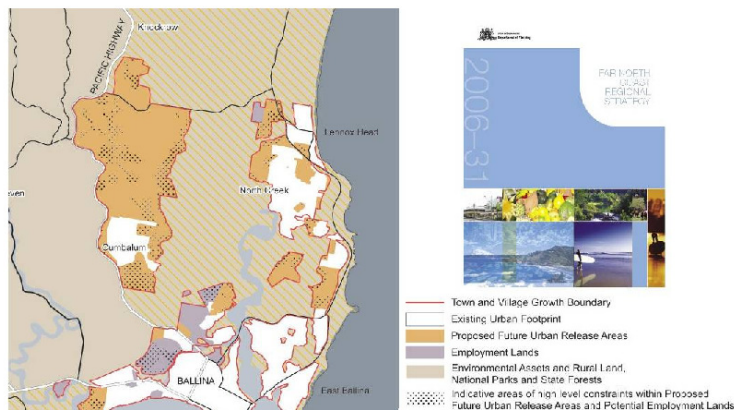 Knockrow
PACIFIC HIGHWAY
Lennox Head
North Creek
Cumbalum
BALLINA
East Ballina
2006–31
FAR NORTH
COAST
REGIONAL
STRATEGY
Town and Village Growth Boundary
Existing Urban Footprint
Proposed Future Urban Release Areas
Employment Lands
Environmental Assets and Rural Land,
National Parks and State Forests
Indicative areas of high level constraints within Proposed
Future Urban Release Areas and Potential Employment Lands